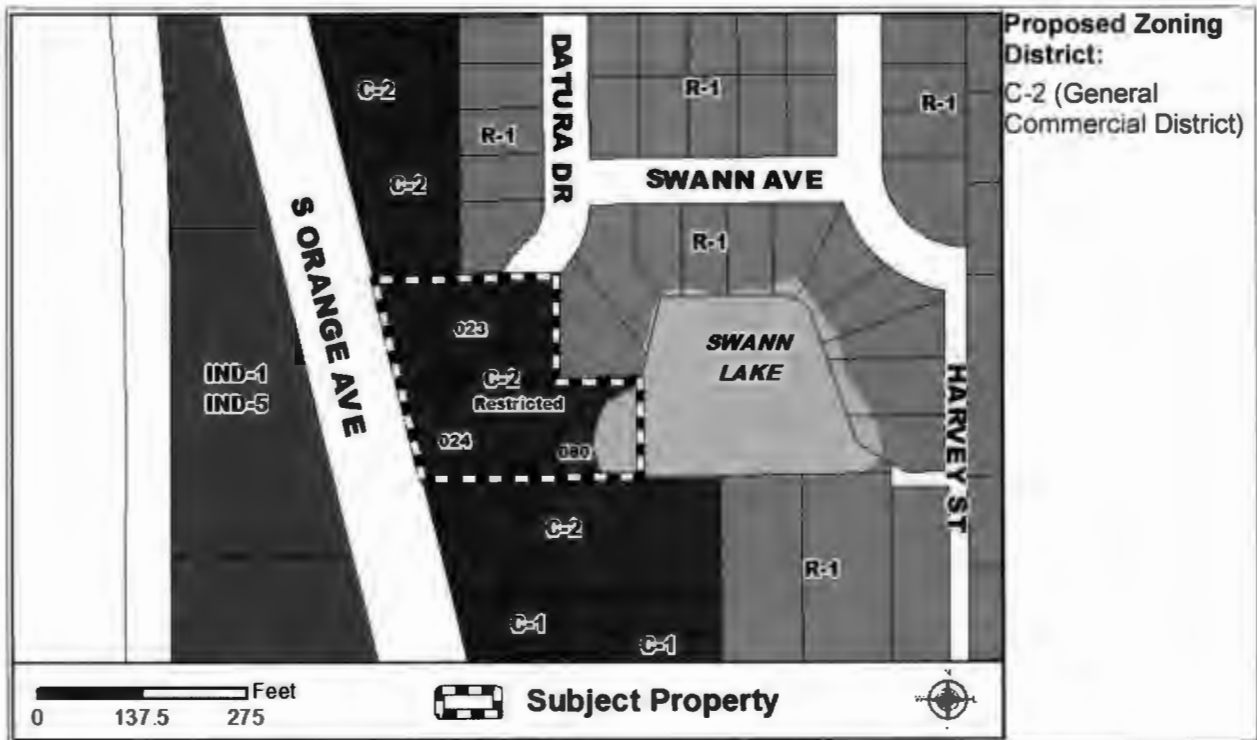 Proposed Zoning
District:
C-2 (General
Commercial District)
C-2
R-1
R-1
R-1
DATURA DR
C-2
SWANN AVE
S ORANGE AVE
R-1
023
SWANN
LAKE
IND-1
IND-5
C-2
Restricted
HARVEY ST
024
080
C-2
R-1
C-1
C-1
Feet
0 137.5 275
Subject Property